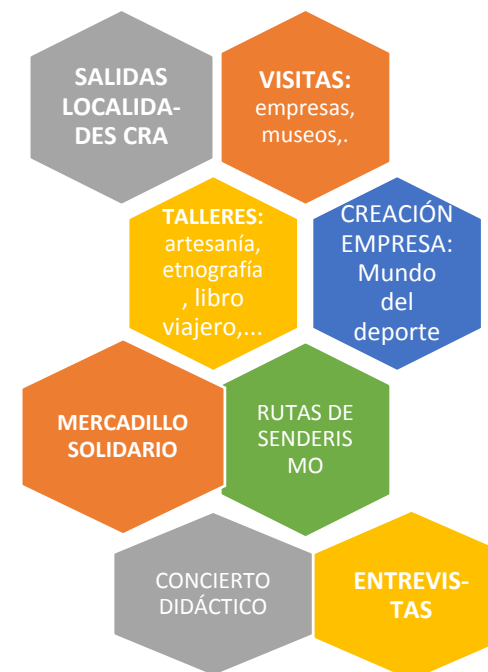 SALIDAS
LOCALIDA-
DES CRA
VISITAS:
empresas,
museos,.
TALLERES:
artesanía,
etnografía
, libro
viajero,...
CREACIÓN
EMPRESA:
Mundo
del
deporte
MERCADILLO
SOLIDARIO
RUTAS DE
SENDERIS
MO
CONCIERTO
DIDÁCTICO
ENTREVIS-
TAS